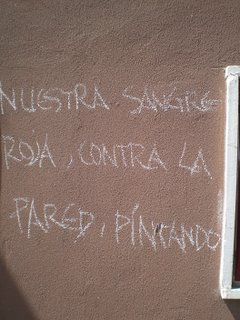 NUESTRA SANGRE
ROJA, CONTRA LA
PARED, PINTANDO